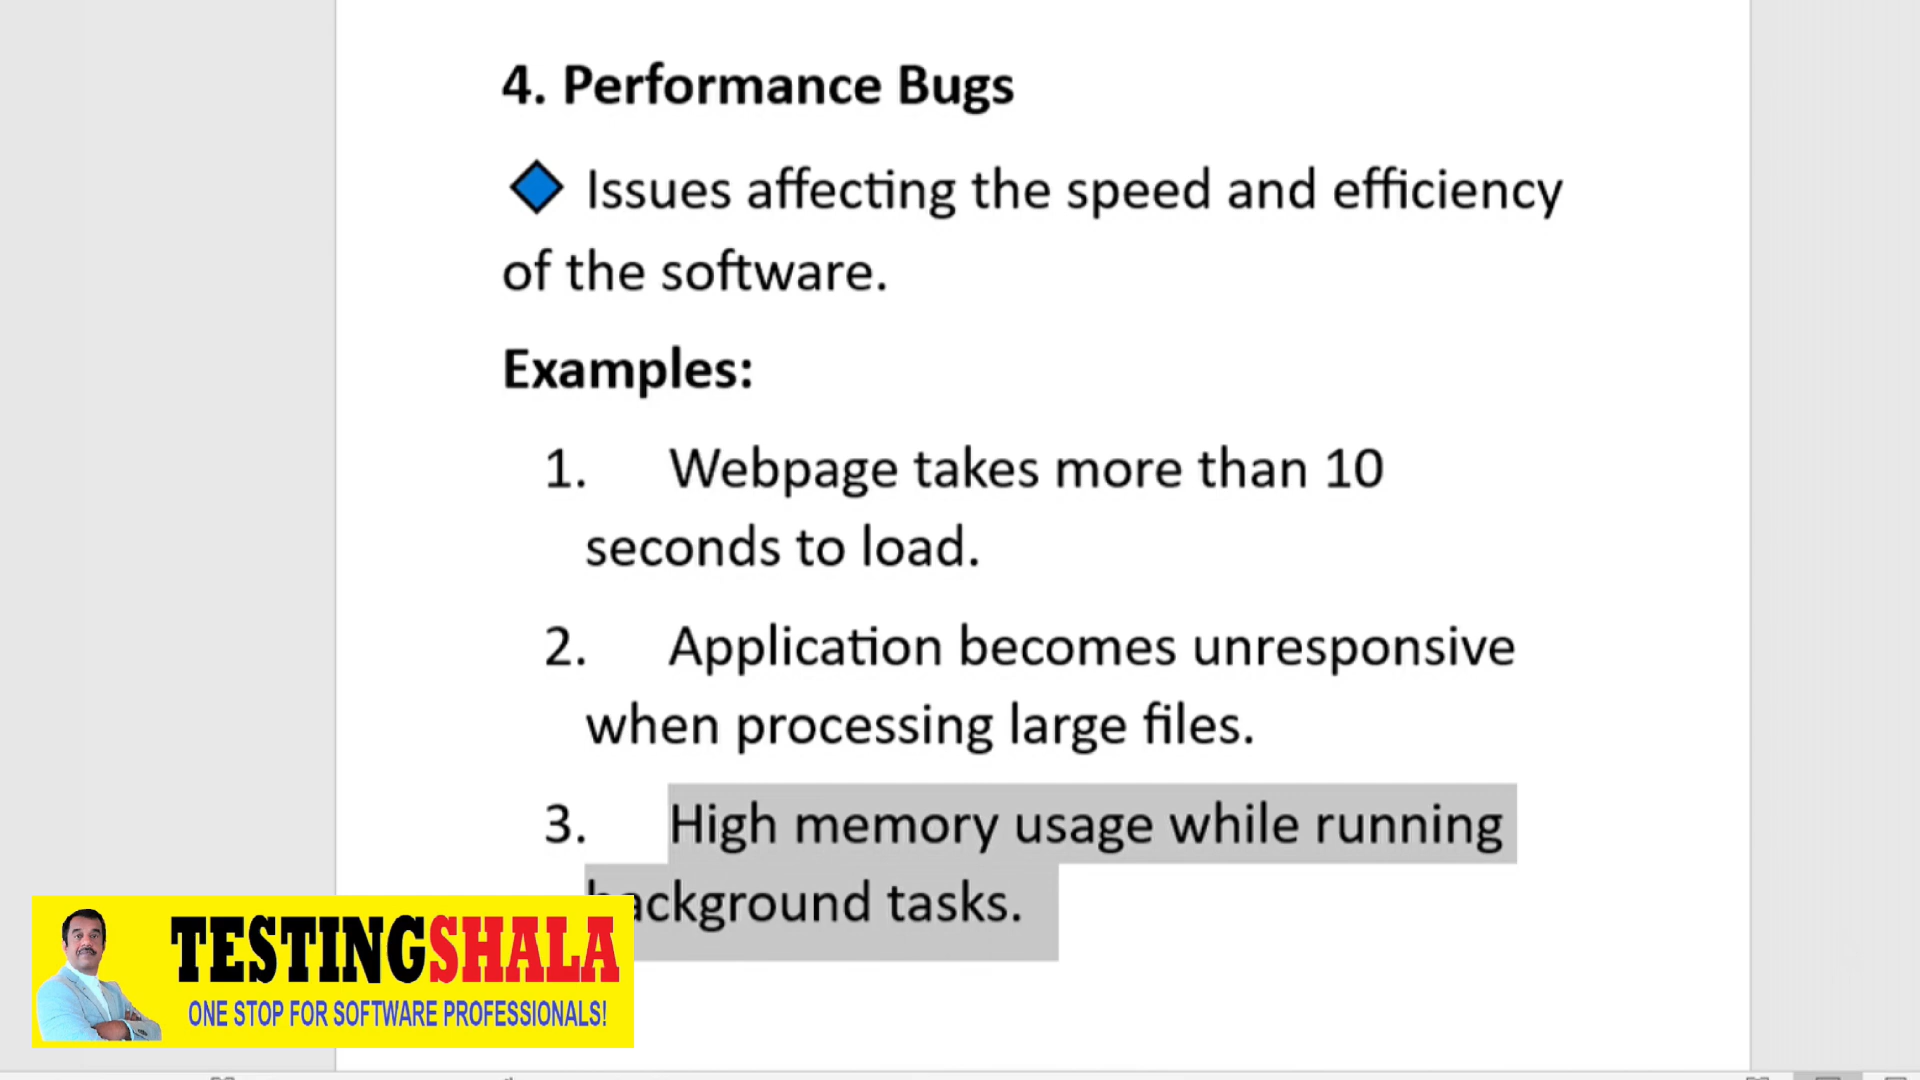 4. Performance Bugs
Issues affecting the speed and efficiency
of the software.
Examples:
1. Webpage takes more than 10
seconds to load.
2. Application becomes unresponsive
when processing large files.
3. High memory usage while running
background tasks.
TESTINGSHALA
ONE STOP FOR SOFTWARE PROFESSIONALS!